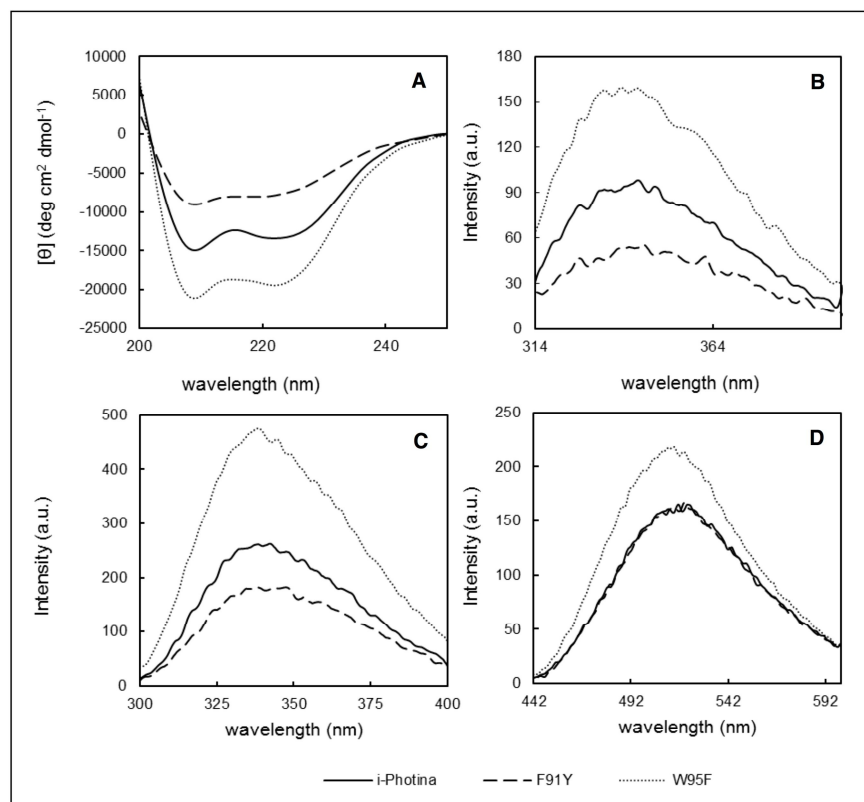 A
[θ] (deg cm² dmol⁻¹)
10000
5000
0
-5000
-10000
-15000
-20000
-25000
200
220
240
wavelength (nm)
B
Intensity (a.u.)
180
150
120
90
60
30
0
314
364
wavelength (nm)
C
Intensity (a.u.)
500
400
300
200
100
0
300
325
350
375
400
wavelength (nm)
D
Intensity (a.u.)
250
200
150
100
50
0
442
492
542
592
wavelength (nm)
i-Photina
F91Y
W95F